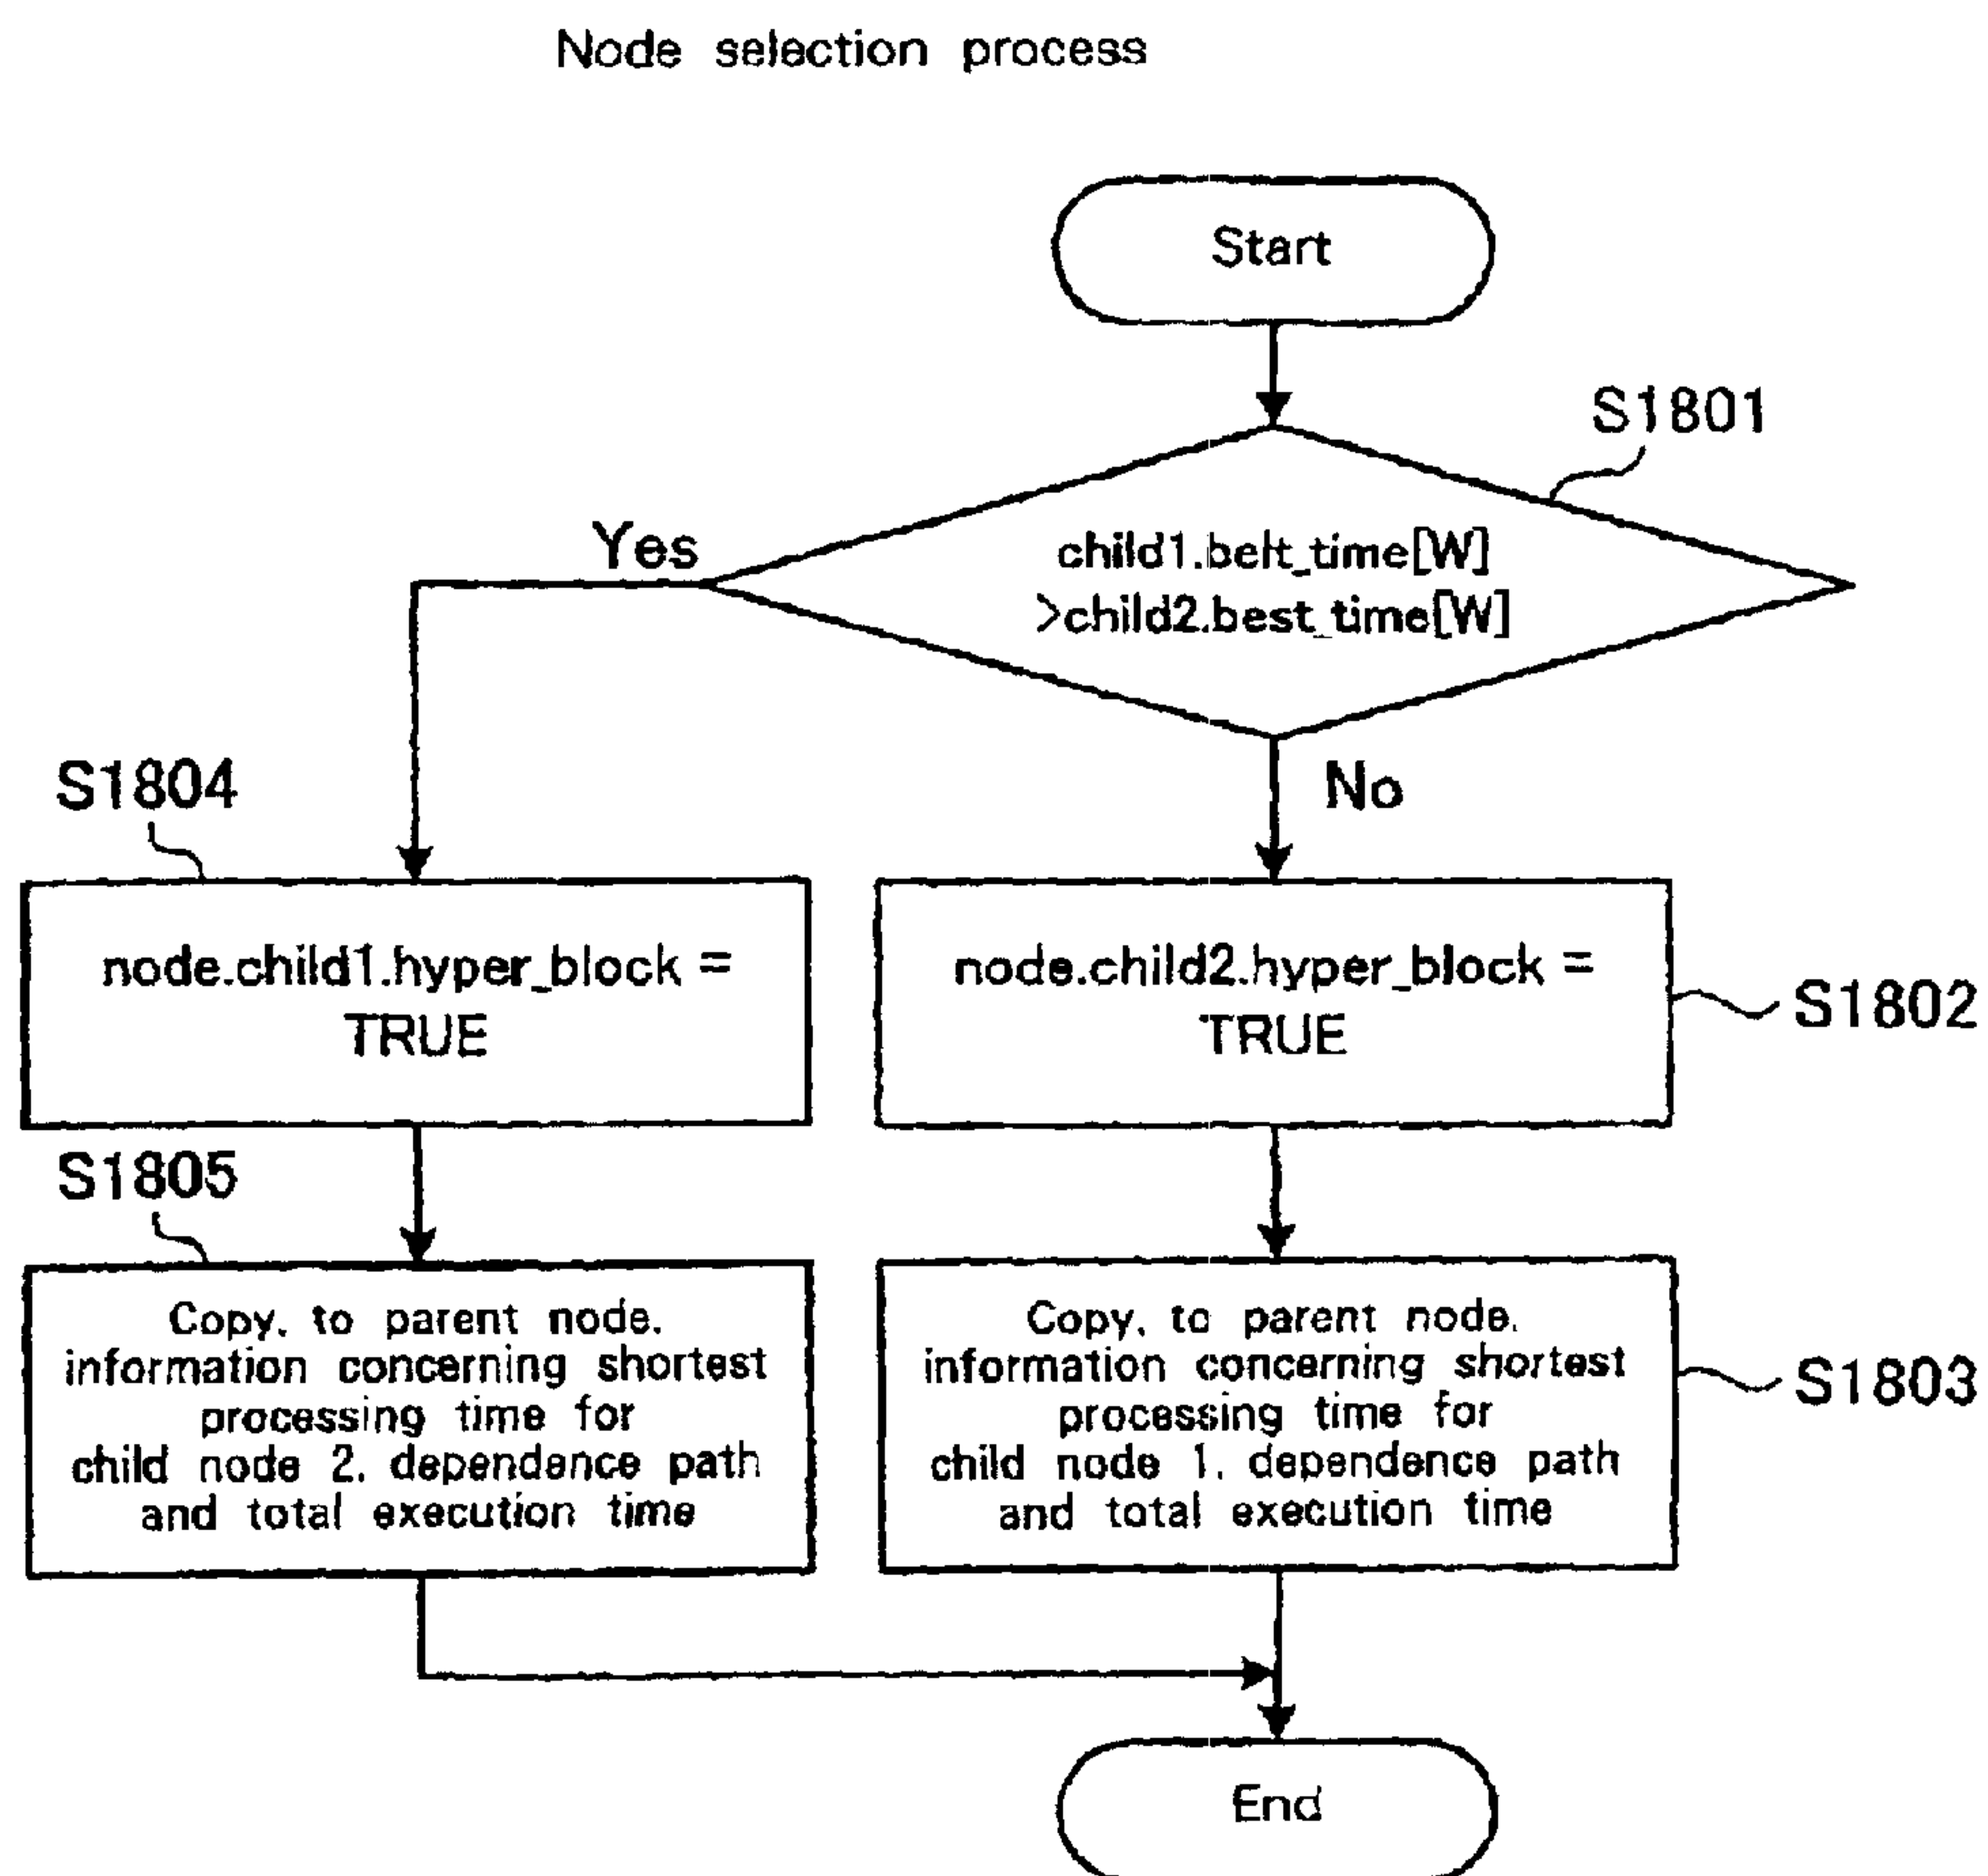 Node selection process
Start
S1801
Yes
child1.belt_time[W]
>child2.best_time[W]
No
S1804
node.child1.hyper_block =
TRUE
node.child2.hyper_block =
TRUE
S1802
S1805
Copy, to parent node,
information concerning shortest
processing time for
child node 2, dependence path
and total execution time
Copy, to parent node,
information concerning shortest
processing time for
child node 1, dependence path
and total execution time
S1803
End